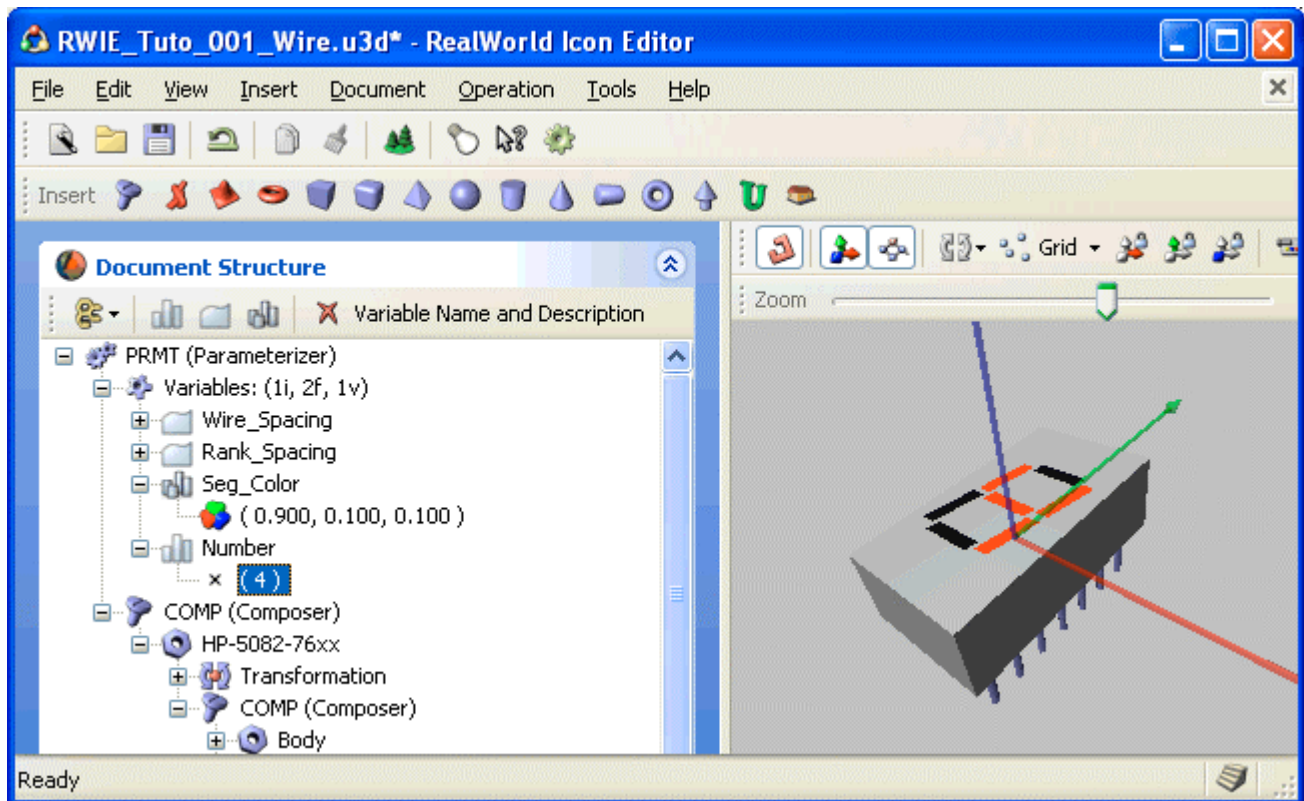 RWIE_Tuto_001_Wire.u3d* - RealWorld Icon Editor
File Edit View Insert Document Operation Tools Help
Insert
Document Structure
Variable Name and Description
PRMT (Parameterizer)
Variables: (1i, 2f, 1v)
Wire_Spacing
Rank_Spacing
Seg_Color
( 0.900, 0.100, 0.100 )
Number
( 4 )
COMP (Composer)
HP-5082-76xx
Transformation
COMP (Composer)
Body
Grid
Zoom
Ready